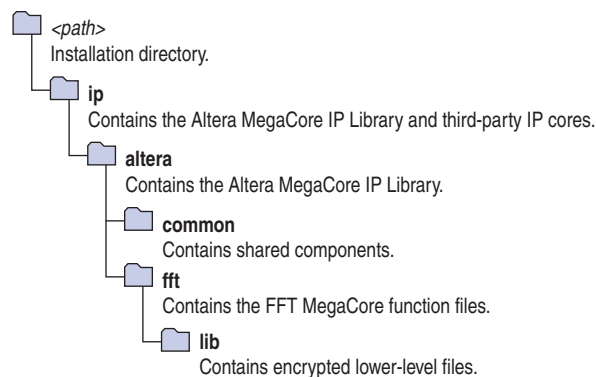 <path>
Installation directory.
ip
Contains the Altera MegaCore IP Library and third-party IP cores.
altera
Contains the Altera MegaCore IP Library.
common
Contains shared components.
fft
Contains the FFT MegaCore function files.
lib
Contains encrypted lower-level files.